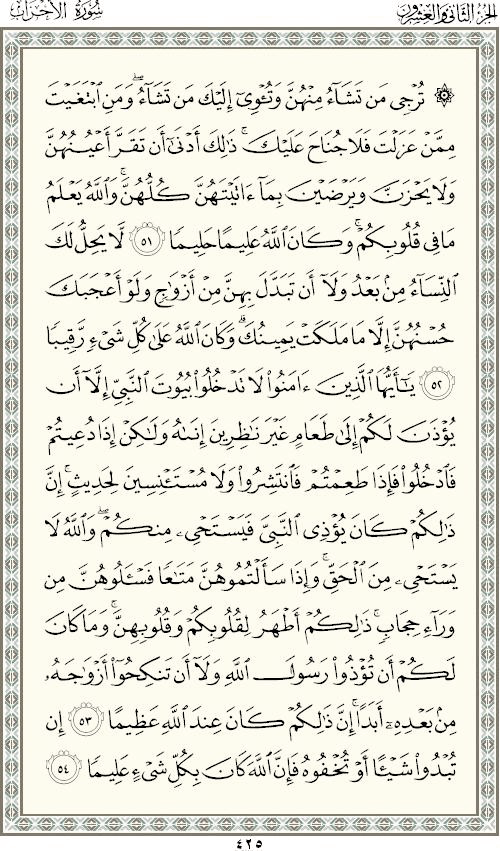 الجزء الثاني والعشرون سورة الأحزاب
۞ تُرْجِى مَن تَشَآءُ مِنْهُنَّ وَتُـْٔوِىٓ إِلَيْكَ مَن تَشَآءُ ۖ وَمَنِ ٱبْتَغَيْتَ
مِمَّنْ عَزَلْتَ فَلَا جُنَاحَ عَلَيْكَ ۚ ذَٰلِكَ أَدْنَىٰٓ أَن تَقَرَّ أَعْيُنُهُنَّ
وَلَا يَحْزَنَّ وَيَرْضَيْنَ بِمَآ ءَاتَيْتَهُنَّ كُلُّهُنَّ ۚ وَٱللَّهُ يَعْلَمُ
مَا فِى قُلُوبِكُمْ ۚ وَكَانَ ٱللَّهُ عَلِيمًا حَلِيمًا ٥١ لَّا يَحِلُّ لَكَ
ٱلنِّسَآءُ مِنۢ بَعْدُ وَلَآ أَن تَبَدَّلَ بِهِنَّ مِنْ أَزْوَٰجٍ وَلَوْ أَعْجَبَكَ
حُسْنُهُنَّ إِلَّا مَا مَلَكَتْ يَمِينُكَ ۗ وَكَانَ ٱللَّهُ عَلَىٰ كُلِّ شَىْءٍ رَّقِيبًا
٥٢ يَـٰٓأَيُّهَا ٱلَّذِينَ ءَامَنُوا۟ لَا تَدْخُلُوا۟ بُيُوتَ ٱلنَّبِىِّ إِلَّآ أَن
يُؤْذَنَ لَكُمْ إِلَىٰ طَعَامٍ غَيْرَ نَـٰظِرِينَ إِنَىٰهُ وَلَـٰكِنْ إِذَا دُعِيتُمْ
فَٱدْخُلُوا۟ فَإِذَا طَعِمْتُمْ فَٱنتَشِرُوا۟ وَلَا مُسْتَـْٔنِسِينَ لِحَدِيثٍ ۚ إِنَّ
ذَٰلِكُمْ كَانَ يُؤْذِى ٱلنَّبِىَّ فَيَسْتَحْىِۦ مِنكُمْ ۖ وَٱللَّهُ لَا
يَسْتَحْىِۦ مِنَ ٱلْحَقِّ ۚ وَإِذَا سَأَلْتُمُوهُنَّ مَتَـٰعًا فَسْـَٔلُوهُنَّ مِن
وَرَآءِ حِجَابٍ ۚ ذَٰلِكُمْ أَطْهَرُ لِقُلُوبِكُمْ وَقُلُوبِهِنَّ ۚ وَمَا كَانَ
لَكُمْ أَن تُؤْذُوا۟ رَسُولَ ٱللَّهِ وَلَآ أَن تَنكِحُوٓا۟ أَزْوَٰجَهُۥ
مِنۢ بَعْدِهِۦٓ أَبَدًا ۚ إِنَّ ذَٰلِكُمْ كَانَ عِندَ ٱللَّهِ عَظِيمًا ٥٣ إِن
تُبْدُوا۟ شَيْـًٔا أَوْ تُخْفُوهُ فَإِنَّ ٱللَّهَ كَانَ بِكُلِّ شَىْءٍ عَلِيمًا ٥٤
٤٢٥